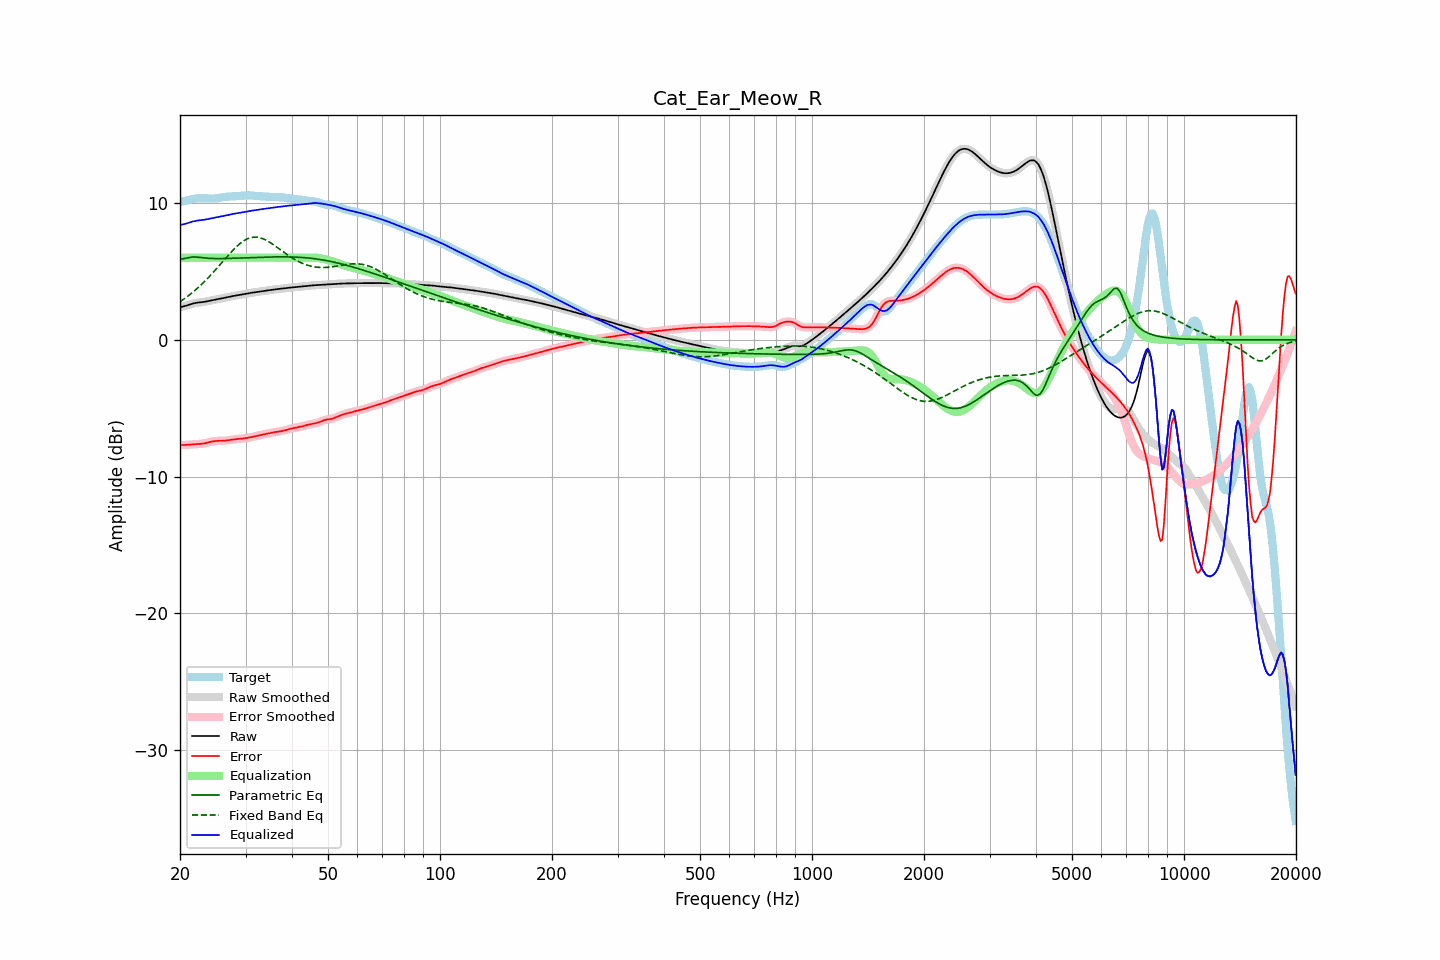 Cat_Ear_Meow_R
Amplitude (dBr)
10
0
−10
−20
−30
Target
Raw Smoothed
Error Smoothed
Raw
Error
Equalization
Parametric Eq
Fixed Band Eq
Equalized
20 50 100 200 500 1000 2000 5000 10000 20000
Frequency (Hz)